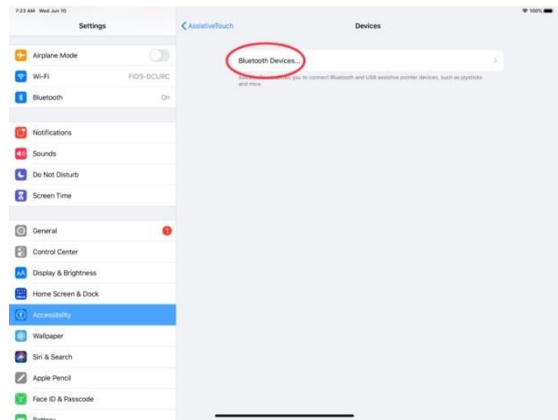 7:23 AM Wed Jun 10
100%
Settings
AssistiveTouch
Devices
Airplane Mode
Wi-Fi
FiOS-DCURC
Bluetooth
On
Notifications
Sounds
Do Not Disturb
Screen Time
General
1
Control Center
AA
Display & Brightness
Home Screen & Dock
Accessibility
Wallpaper
Siri & Search
Apple Pencil
Face ID & Passcode
Battery
Bluetooth Devices...
you to connect Bluetooth and USB assistive pointer devices, such as joysticks
and more.